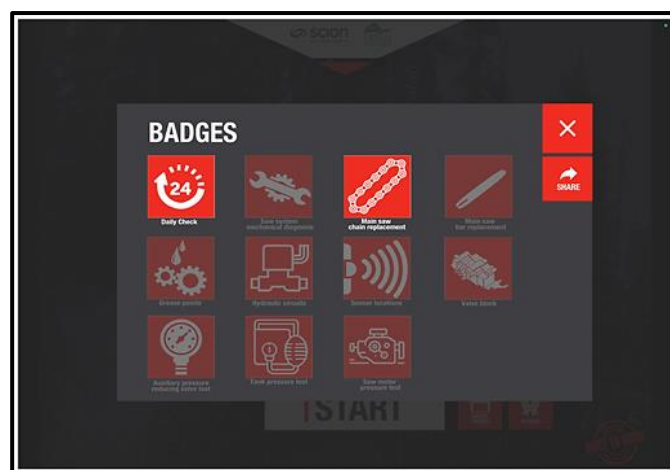 scion
BADGES
24
SHARE
Daily Check
Saw system
mechanical diagnosis
Main saw
chain replacement
Main saw
bar replacement
Grease points
Hydraulic circuits
Sensor locations
Valve block
Auxiliary pressure
reducing valve test
Tank pressure test
Saw motor
pressure test
START